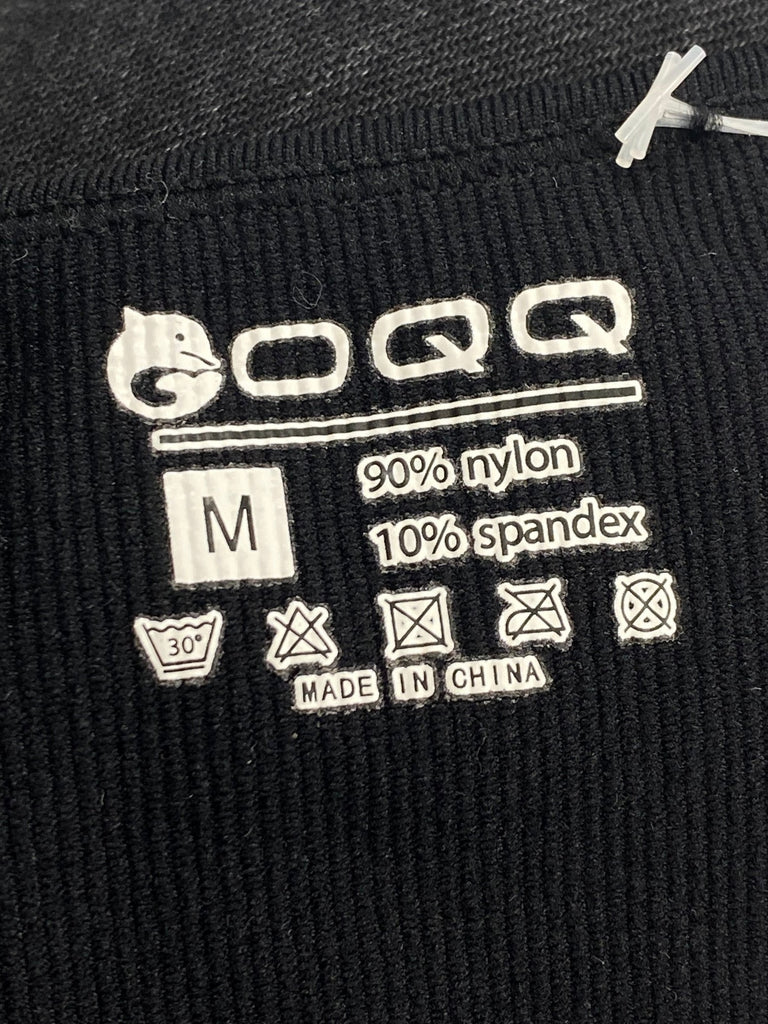 OQQ
M
90% nylon
10% spandex
30°
MADE IN CHINA